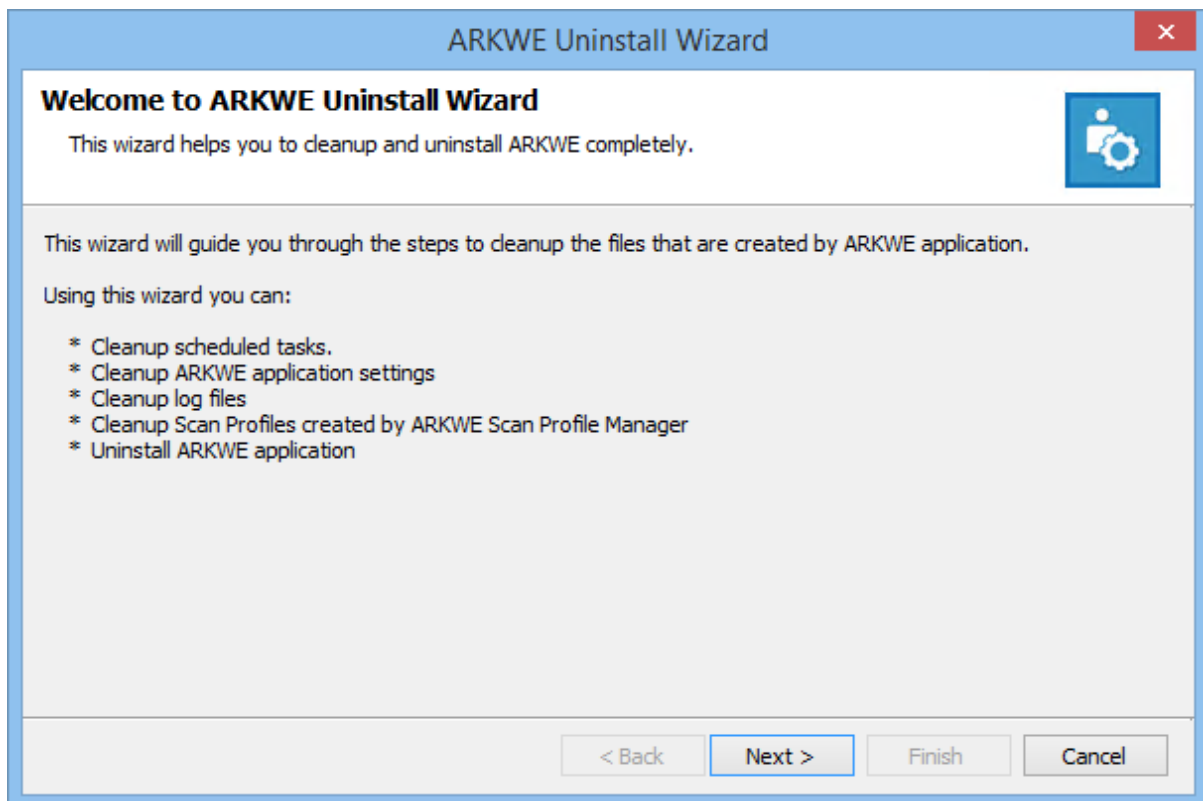 ARKWE Uninstall Wizard
Welcome to ARKWE Uninstall Wizard
This wizard helps you to cleanup and uninstall ARKWE completely.
This wizard will guide you through the steps to cleanup the files that are created by ARKWE application.
Using this wizard you can:
* Cleanup scheduled tasks.
* Cleanup ARKWE application settings
* Cleanup log files
* Cleanup Scan Profiles created by ARKWE Scan Profile Manager
* Uninstall ARKWE application
< Back Next > Finish Cancel